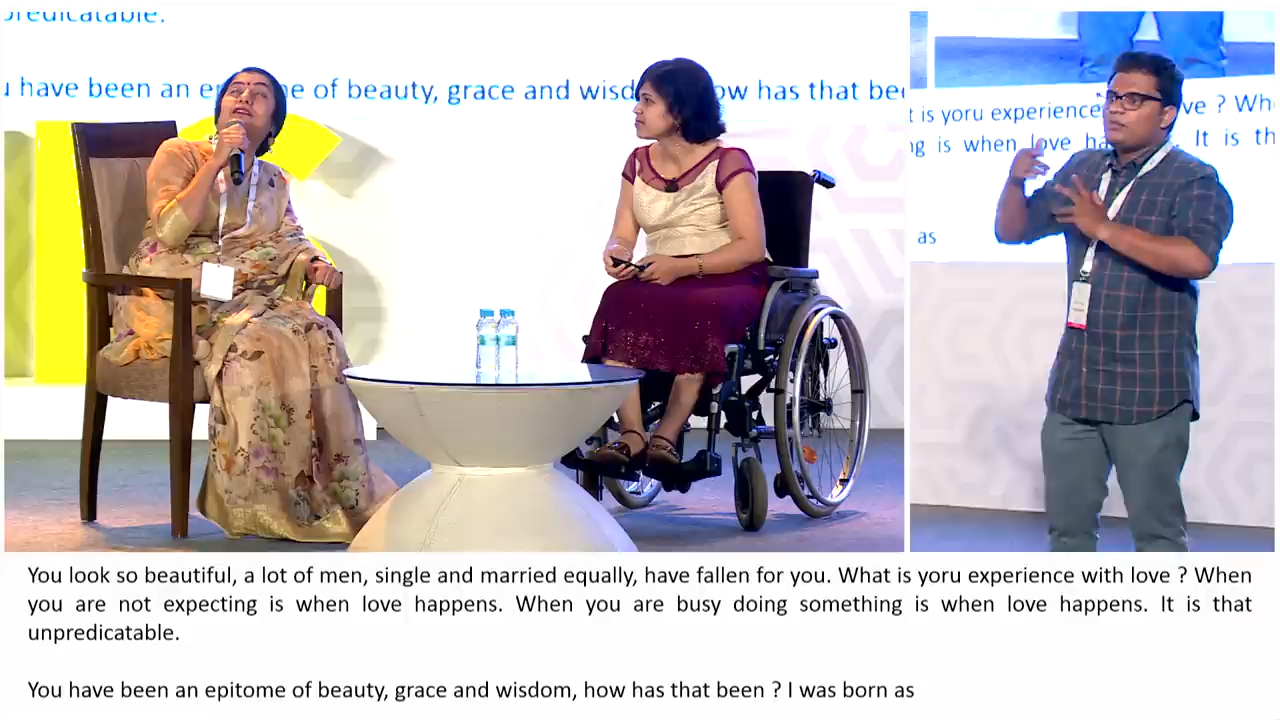 predicatable.
u have been an ep me of beauty, grace and wisd ow has that bee
t is yoru experience ve ? Whe
ng is when love ha . It is th
as
You look so beautiful, a lot of men, single and married equally, have fallen for you. What is yoru experience with love ? When
you are not expecting is when love happens. When you are busy doing something is when love happens. It is that
unpredicatable.
You have been an epitome of beauty, grace and wisdom, how has that been ? I was born as